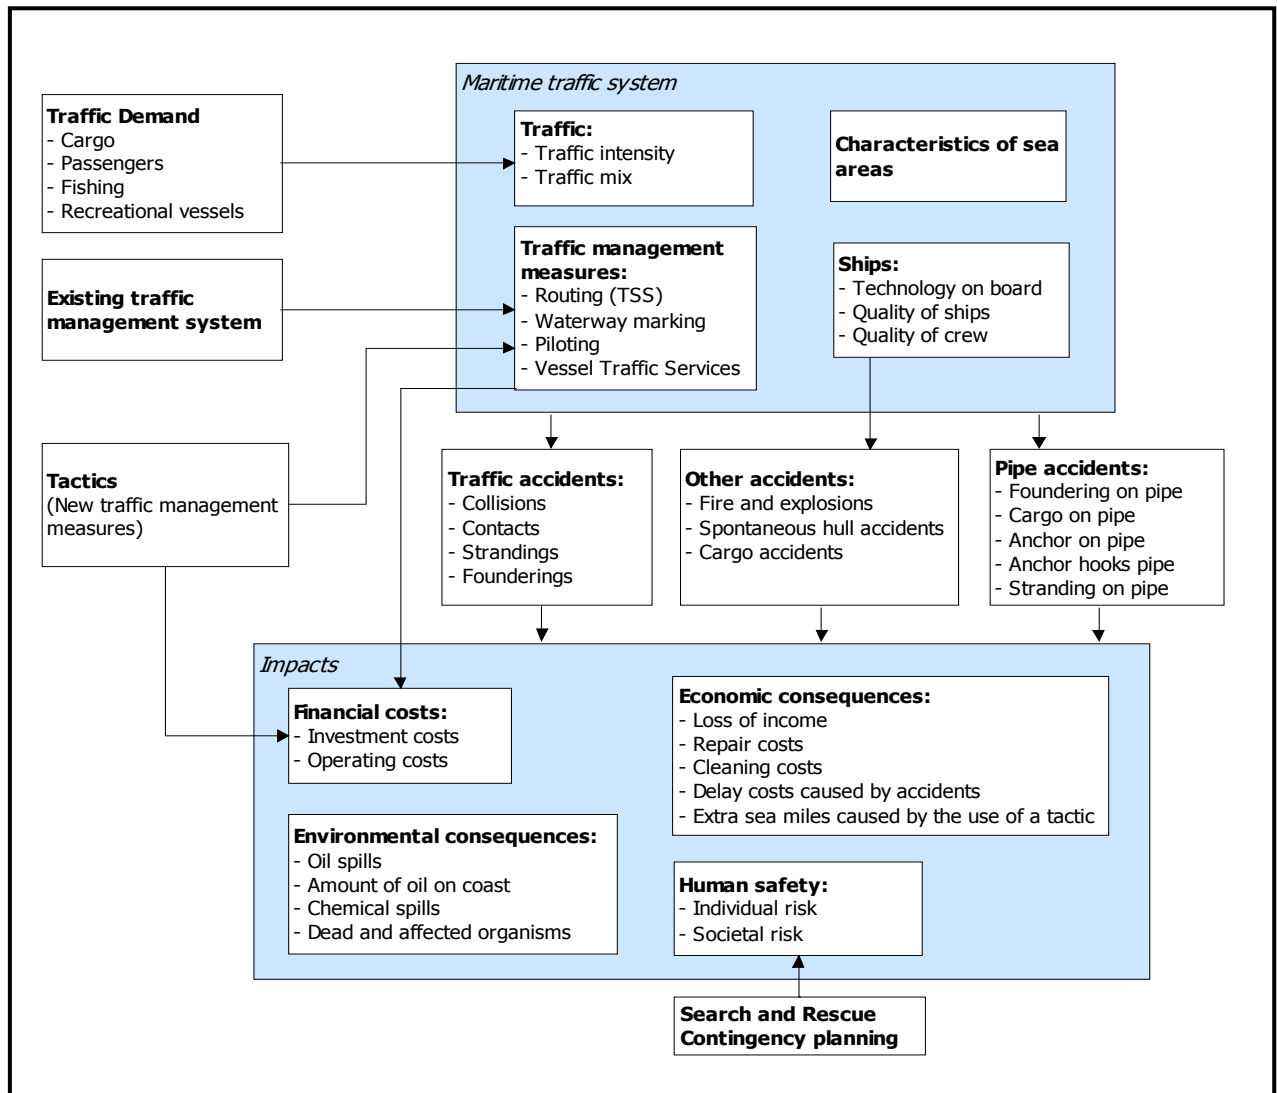 Maritime traffic system
Traffic Demand
- Cargo
- Passengers
- Fishing
- Recreational vessels
Traffic:
- Traffic intensity
- Traffic mix
Characteristics of sea
areas
Existing traffic
management system
Traffic management
measures:
- Routing (TSS)
- Waterway marking
- Piloting
- Vessel Traffic Services
Ships:
- Technology on board
- Quality of ships
- Quality of crew
Tactics
(New traffic management
measures)
Traffic accidents:
- Collisions
- Contacts
- Strandings
- Founderings
Other accidents:
- Fire and explosions
- Spontaneous hull accidents
- Cargo accidents
Pipe accidents:
- Foundering on pipe
- Cargo on pipe
- Anchor on pipe
- Anchor hooks pipe
- Stranding on pipe
Impacts
Financial costs:
- Investment costs
- Operating costs
Economic consequences:
- Loss of income
- Repair costs
- Cleaning costs
- Delay costs caused by accidents
- Extra sea miles caused by the use of a tactic
Environmental consequences:
- Oil spills
- Amount of oil on coast
- Chemical spills
- Dead and affected organisms
Human safety:
- Individual risk
- Societal risk
Search and Rescue
Contingency planning